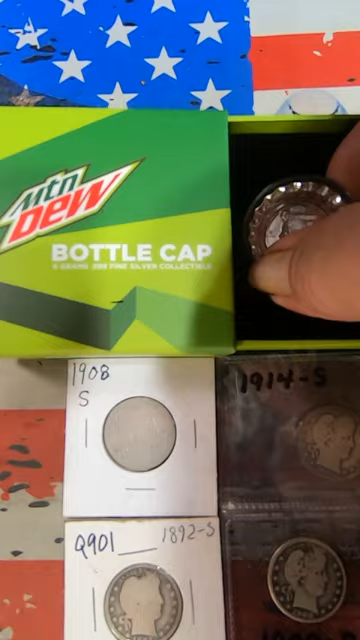 Mtn
DEW
BOTTLE CAP
6 GRAMS .999 FINE SILVER COLLECTIBLE
1908
S
1914-S
Q901 1892-S